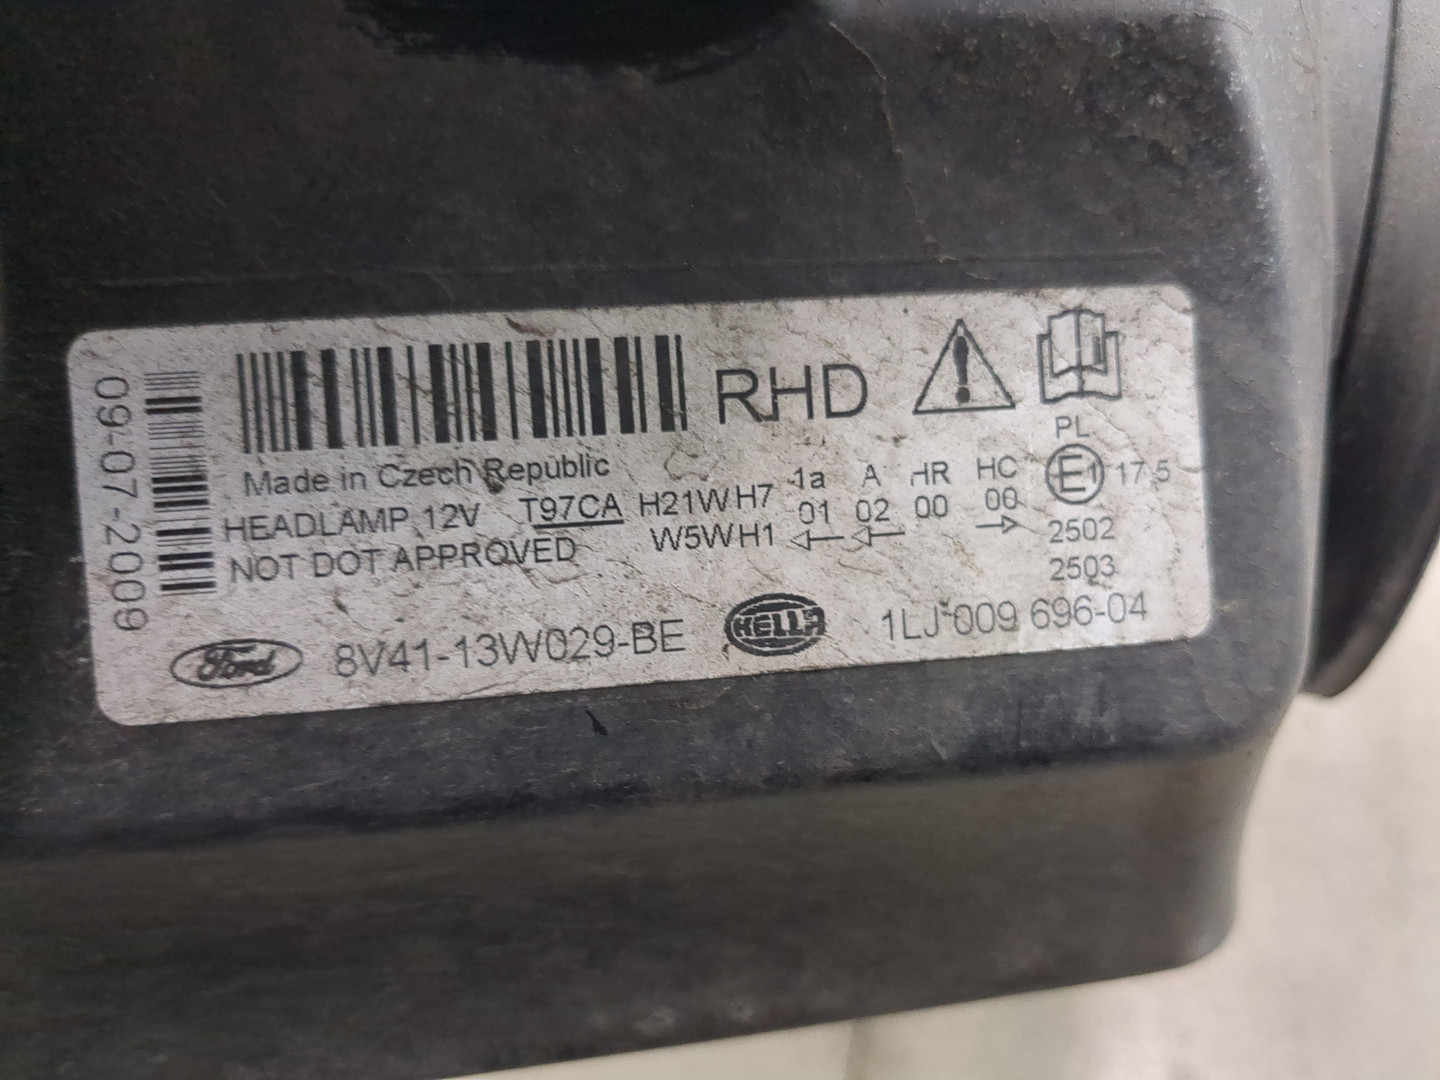 09-07-2009
RHD
Made in Czech Republic
HEADLAMP 12V T97CA H21W H7
NOT DOT APPROVED W5W H1
1a A HR HC PL
01 02 00 00 E1 17.5
2502
2503
Ford 8V41-13W029-BE HELLA 1LJ 009 696-04